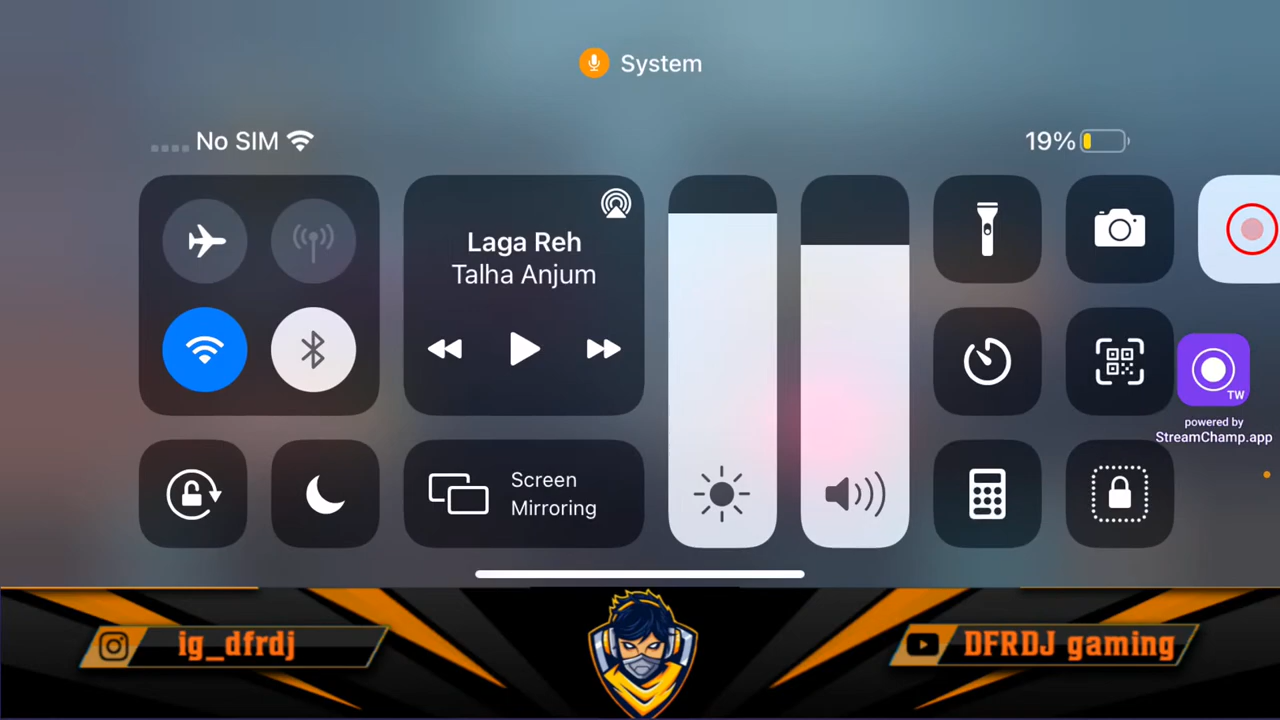 System
No SIM
19%
Laga Reh
Talha Anjum
Screen
Mirroring
TW
powered by
StreamChamp.app
ig_dfrdj
DFRDJ gaming